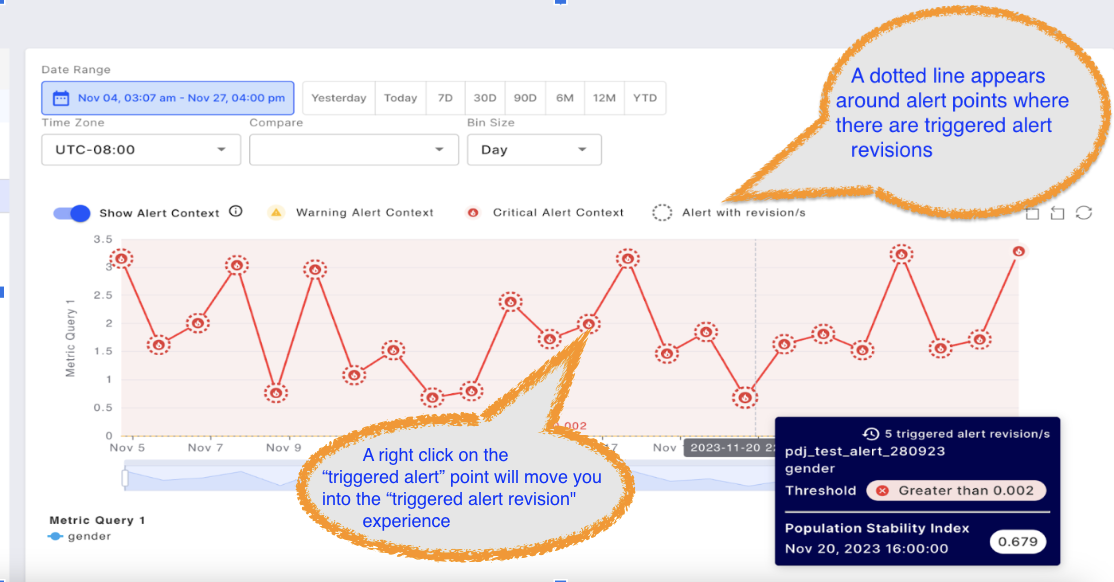 Date Range
Nov 04, 03:07 am - Nov 27, 04:00 pm
Yesterday
Today
7D
30D
90D
6M
12M
YTD
Time Zone
Compare
Bin Size
UTC-08:00
Day
A dotted line appears
around alert points where
there are triggered alert
revisions
Show Alert Context
Warning Alert Context
Critical Alert Context
Alert with revision/s
3.5
3
2.5
2
1.5
1
0.5
0
Metric Query 1
.002
Nov 5
Nov 7
Nov 9
17
Nov
2023-11-20
A right click on the
“triggered alert” point will move you
into the “triggered alert revision"
experience
5 triggered alert revision/s
pdj_test_alert_280923
gender
Threshold
Greater than 0.002
Population Stability Index
Nov 20, 2023 16:00:00
0.679
Metric Query 1
gender